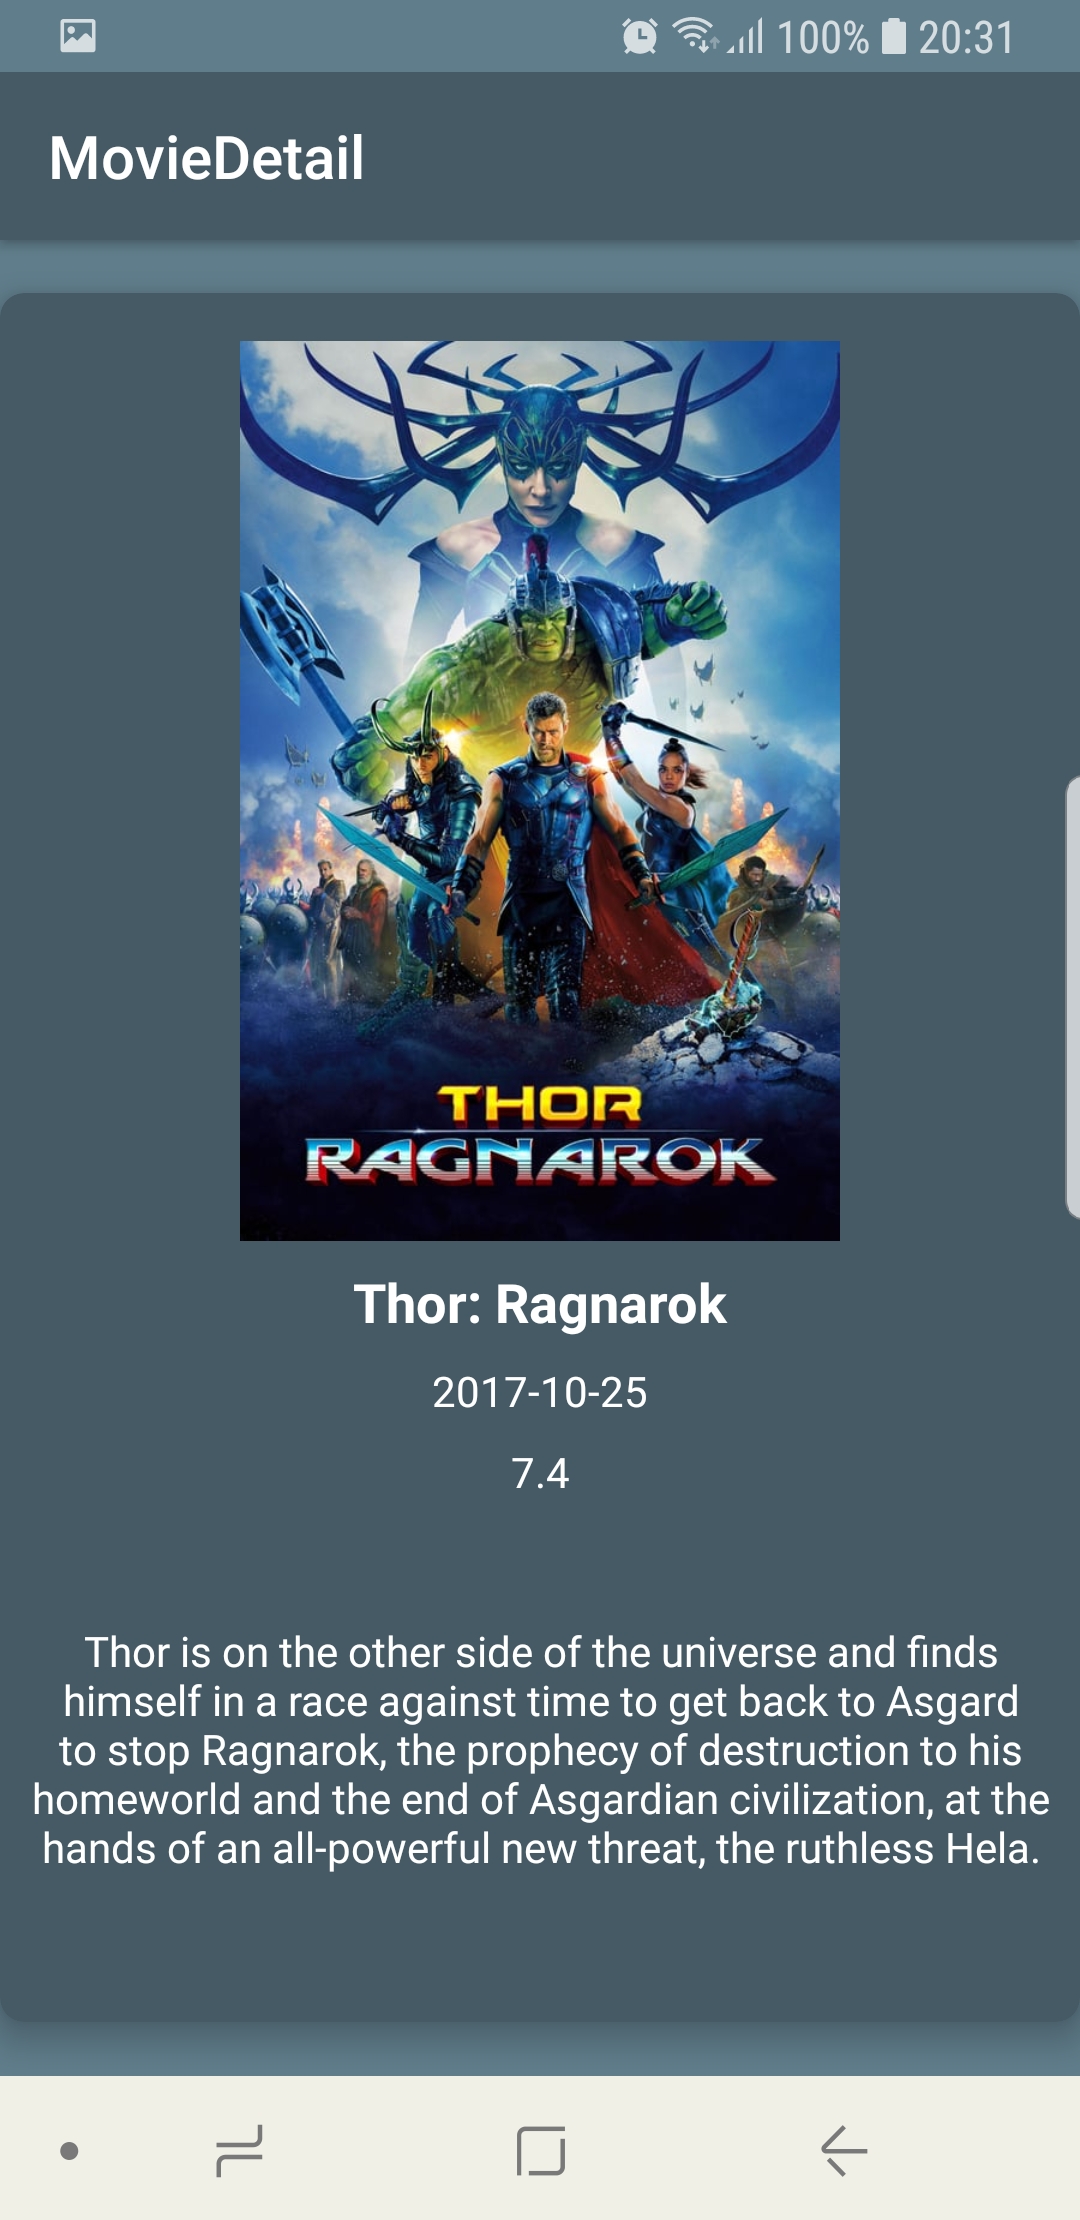 100% 20:31
MovieDetail
THOR
RAGNAROK
Thor: Ragnarok
2017-10-25
7.4
Thor is on the other side of the universe and finds
himself in a race against time to get back to Asgard
to stop Ragnarok, the prophecy of destruction to his
homeworld and the end of Asgardian civilization, at the
hands of an all-powerful new threat, the ruthless Hela.